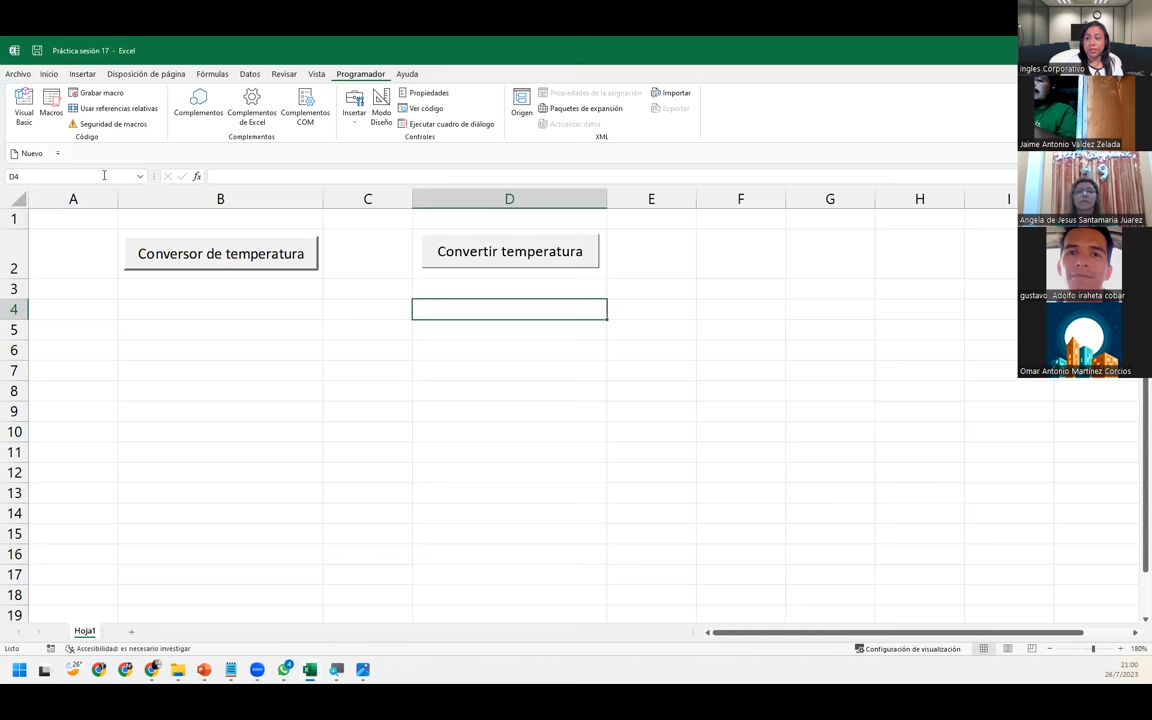 Práctica sesión 17 - Excel
Archivo Inicio Insertar Disposición de página Fórmulas Datos Revisar Vista Programador Ayuda
Visual Basic
Macros
Grabar macro
Usar referencias relativas
Seguridad de macros
Código
Complementos
Complementos de Excel
Complementos COM
Complementos
Insertar
Modo Diseño
Propiedades
Ver código
Ejecutar cuadro de diálogo
Controles
Origen
Propiedades de la asignación
Paquetes de expansión
Actualizar datos
Importar
Exportar
XML
Nuevo
D4
fx
A B C D E F G H I
1
2
Conversor de temperatura
Convertir temperatura
3
4
5
6
7
8
9
10
11
12
13
14
15
16
17
18
19
Hoja1
Listo
Accesibilidad: es necesario investigar
Configuración de visualización
180%
26°
4
21:00
26/7/2023
Ingles Corporativo
Jaime Antonio Valdez Zelada
Angela de Jesus Santamaria Juarez
gustavo Adolfo iraheta cobar
Omar Antonio Martínez Corcios